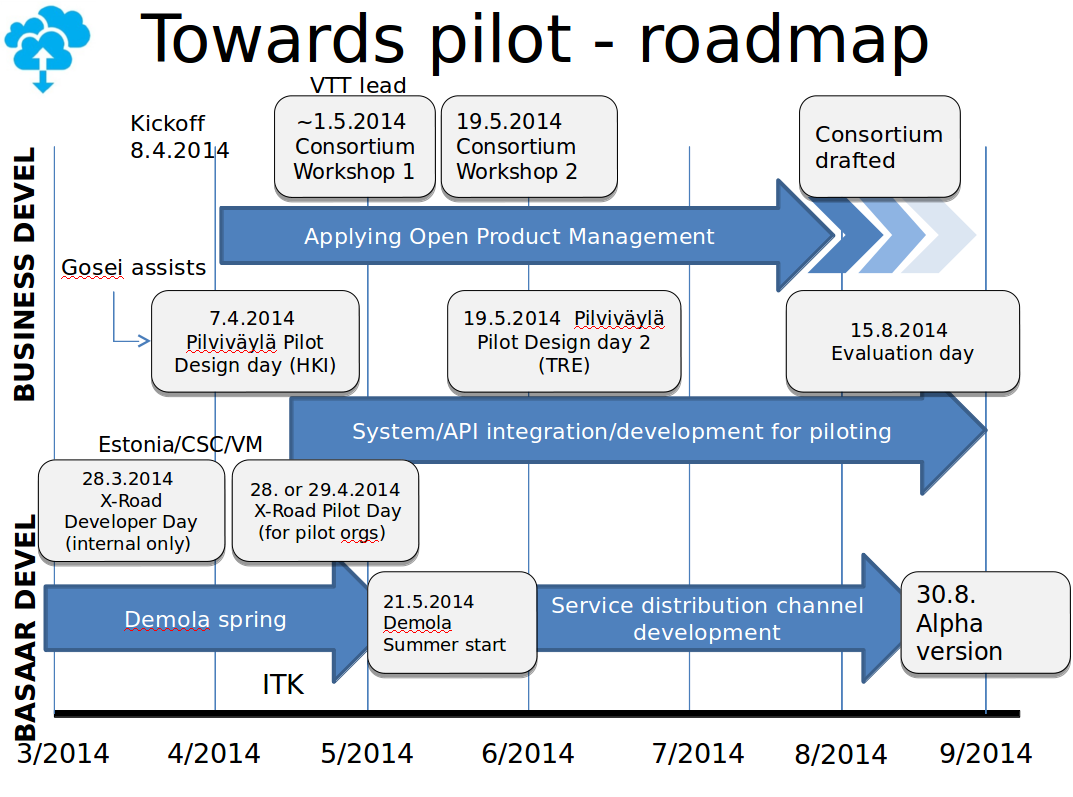 Towards pilot - roadmap
VTT lead
Kickoff
8.4.2014
~1.5.2014
Consortium
Workshop 1
19.5.2014
Consortium
Workshop 2
Consortium
drafted
BUSINESS DEVEL
Applying Open Product Management
Gosei assists
7.4.2014
Pilviväylä Pilot
Design day (HKI)
19.5.2014 Pilviväylä
Pilot Design day 2
(TRE)
15.8.2014
Evaluation day
System/API integration/development for piloting
Estonia/CSC/VM
28.3.2014
X-Road
Developer Day
(internal only)
28. or 29.4.2014
X-Road Pilot Day
(for pilot orgs)
BASAAR DEVEL
Demola spring
21.5.2014
Demola
Summer start
Service distribution channel
development
30.8.
Alpha
version
ITK
3/2014
4/2014
5/2014
6/2014
7/2014
8/2014
9/2014